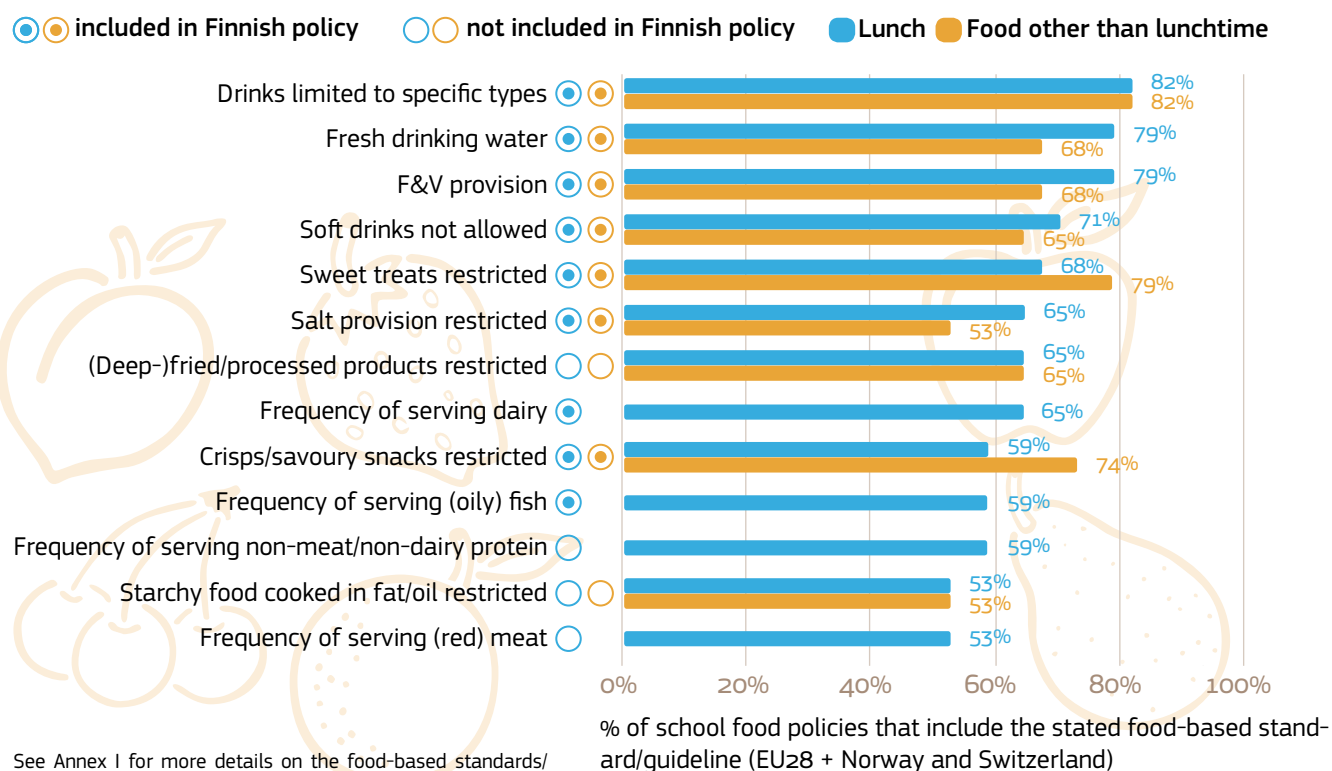 included in Finnish policy not included in Finnish policy Lunch Food other than lunchtime
Drinks limited to specific types 82% 82%
Fresh drinking water 79% 68%
F&V provision 79% 68%
Soft drinks not allowed 71% 65%
Sweet treats restricted 68% 79%
Salt provision restricted 65% 53%
(Deep-)fried/processed products restricted 65% 65%
Frequency of serving dairy 65%
Crisps/savoury snacks restricted 59% 74%
Frequency of serving (oily) fish 59%
Frequency of serving non-meat/non-dairy protein 59%
Starchy food cooked in fat/oil restricted 53% 53%
Frequency of serving (red) meat 53%
0% 20% 40% 60% 80% 100%
% of school food policies that include the stated food-based stand-
ard/guideline (EU28 + Norway and Switzerland)
See Annex I for more details on the food-based standards/